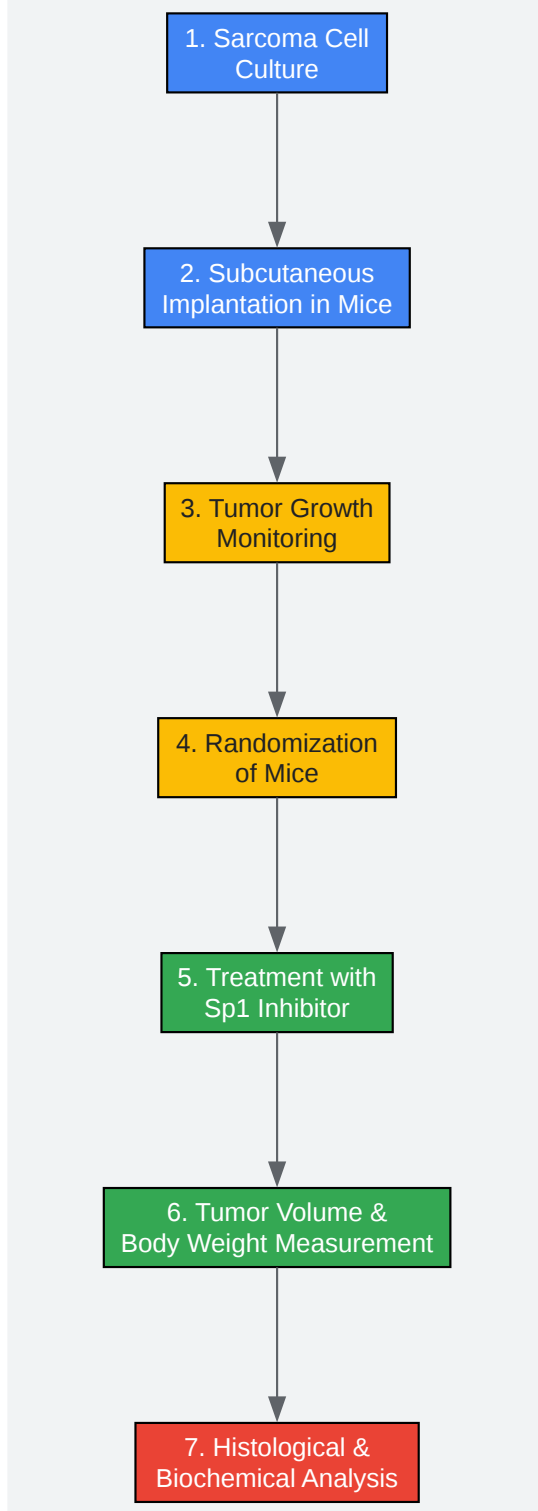 1. Sarcoma Cell
Culture
2. Subcutaneous
Implantation in Mice
3. Tumor Growth
Monitoring
4. Randomization
of Mice
5. Treatment with
Sp1 Inhibitor
6. Tumor Volume &
Body Weight Measurement
7. Histological &
Biochemical Analysis